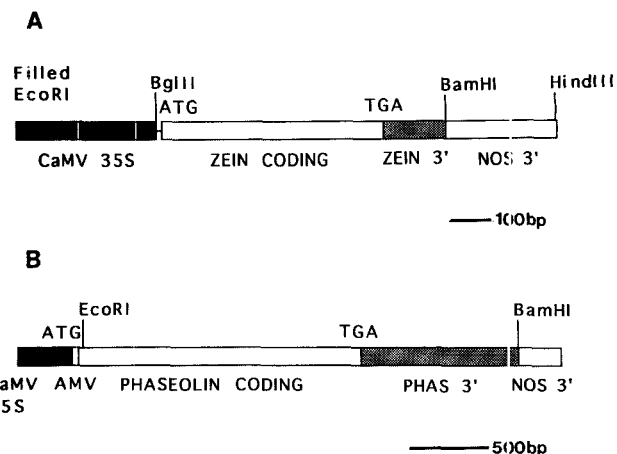 A
Filled
EcoRI
BglII
ATG
TGA
BamHI
HindIII
CaMV 35S
ZEIN CODING
ZEIN 3'
NOS 3'
100bp
B
ATG
EcoRI
TGA
BamHI
aMV
5S
AMV
PHASEOLIN CODING
PHAS 3'
NOS 3'
500bp